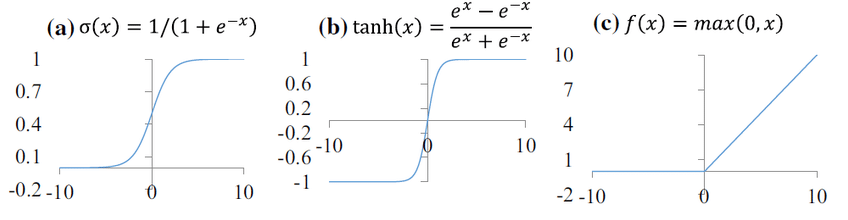 (a) σ(x) = 1/(1 + e⁻ˣ)
1
0.7
0.4
0.1
-0.2 -10 0 10
(b) tanh(x) = (eˣ − e⁻ˣ)/(eˣ + e⁻ˣ)
1
0.6
0.2
-0.2
-0.6 -10 0 10
-1
(c) f(x) = max(0, x)
10
7
4
1
-2 -10 0 10